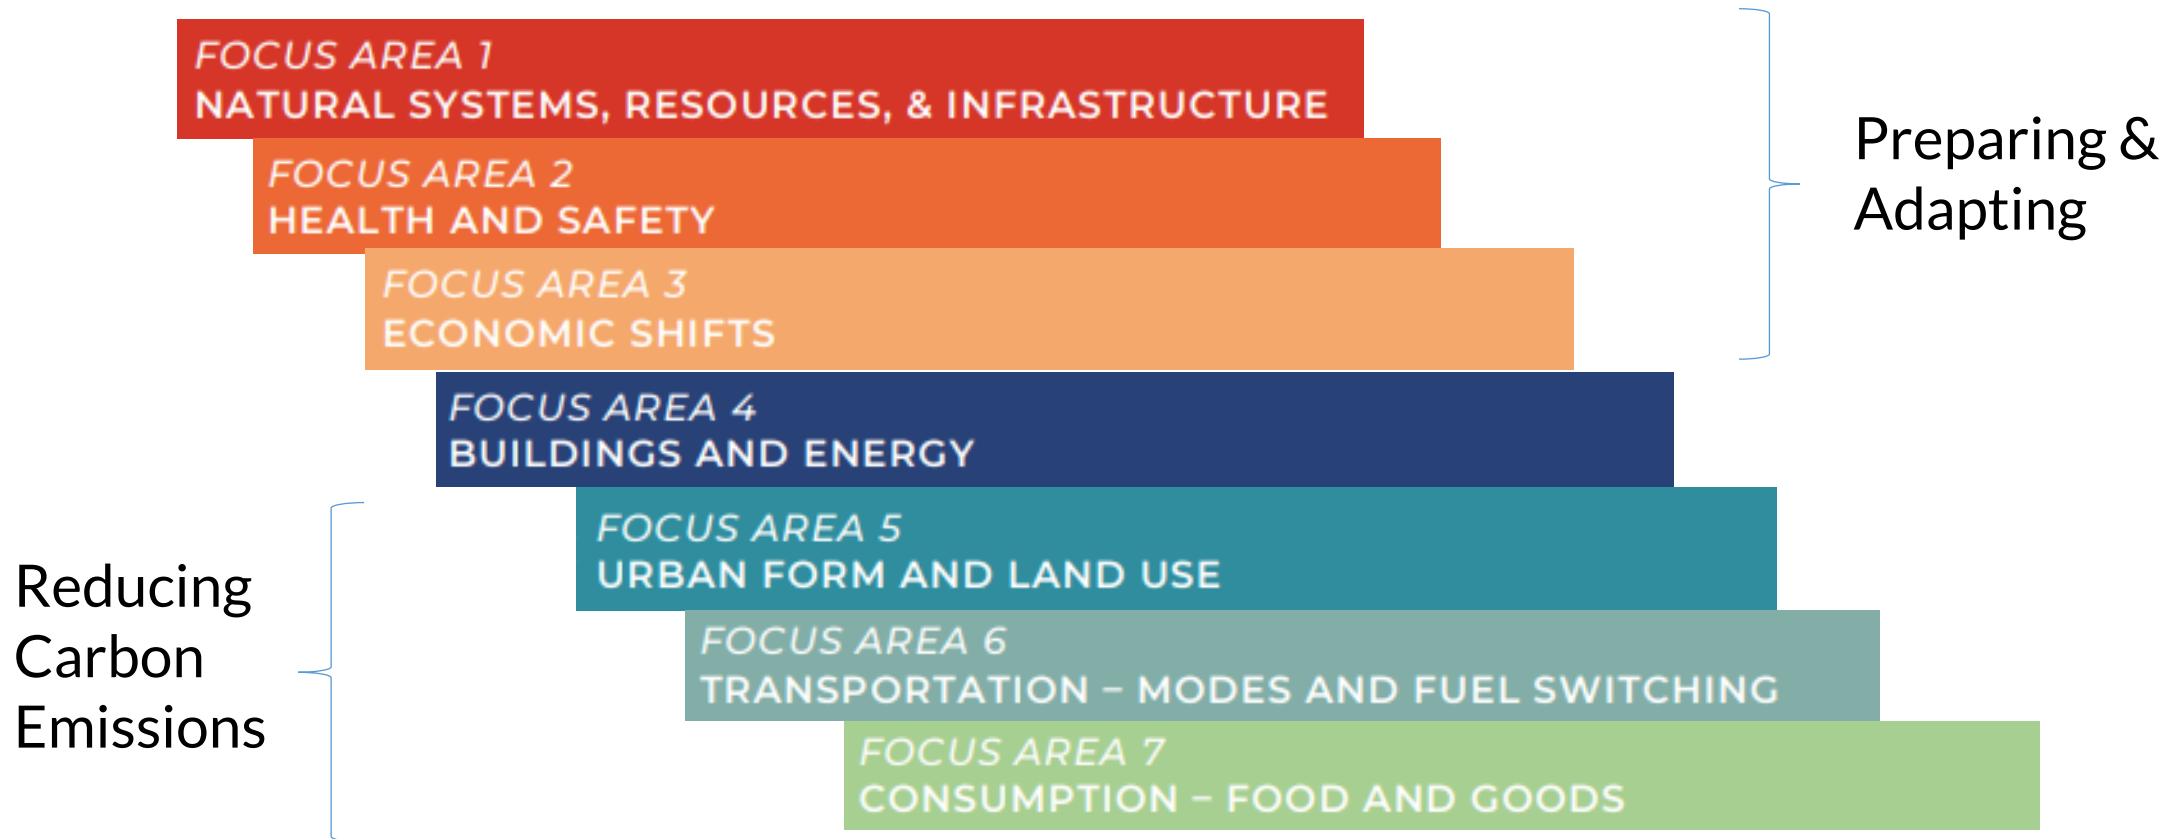 FOCUS AREA 1
NATURAL SYSTEMS, RESOURCES, & INFRASTRUCTURE
FOCUS AREA 2
HEALTH AND SAFETY
FOCUS AREA 3
ECONOMIC SHIFTS
Preparing &
Adapting
FOCUS AREA 4
BUILDINGS AND ENERGY
FOCUS AREA 5
URBAN FORM AND LAND USE
FOCUS AREA 6
TRANSPORTATION – MODES AND FUEL SWITCHING
FOCUS AREA 7
CONSUMPTION – FOOD AND GOODS
Reducing
Carbon
Emissions